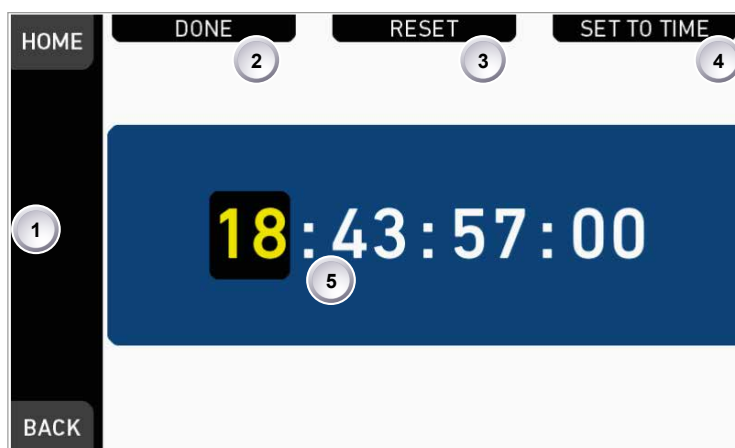 HOME
DONE RESET SET TO TIME
2 3 4
1
18:43:57:00
5
BACK